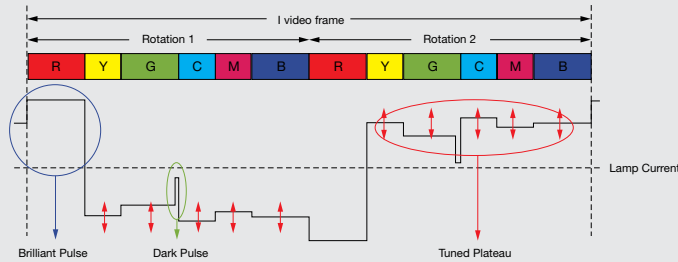 I video frame
Rotation 1 Rotation 2
R Y G C M B R Y G C M B
Lamp Current
Brilliant Pulse Dark Pulse Tuned Plateau